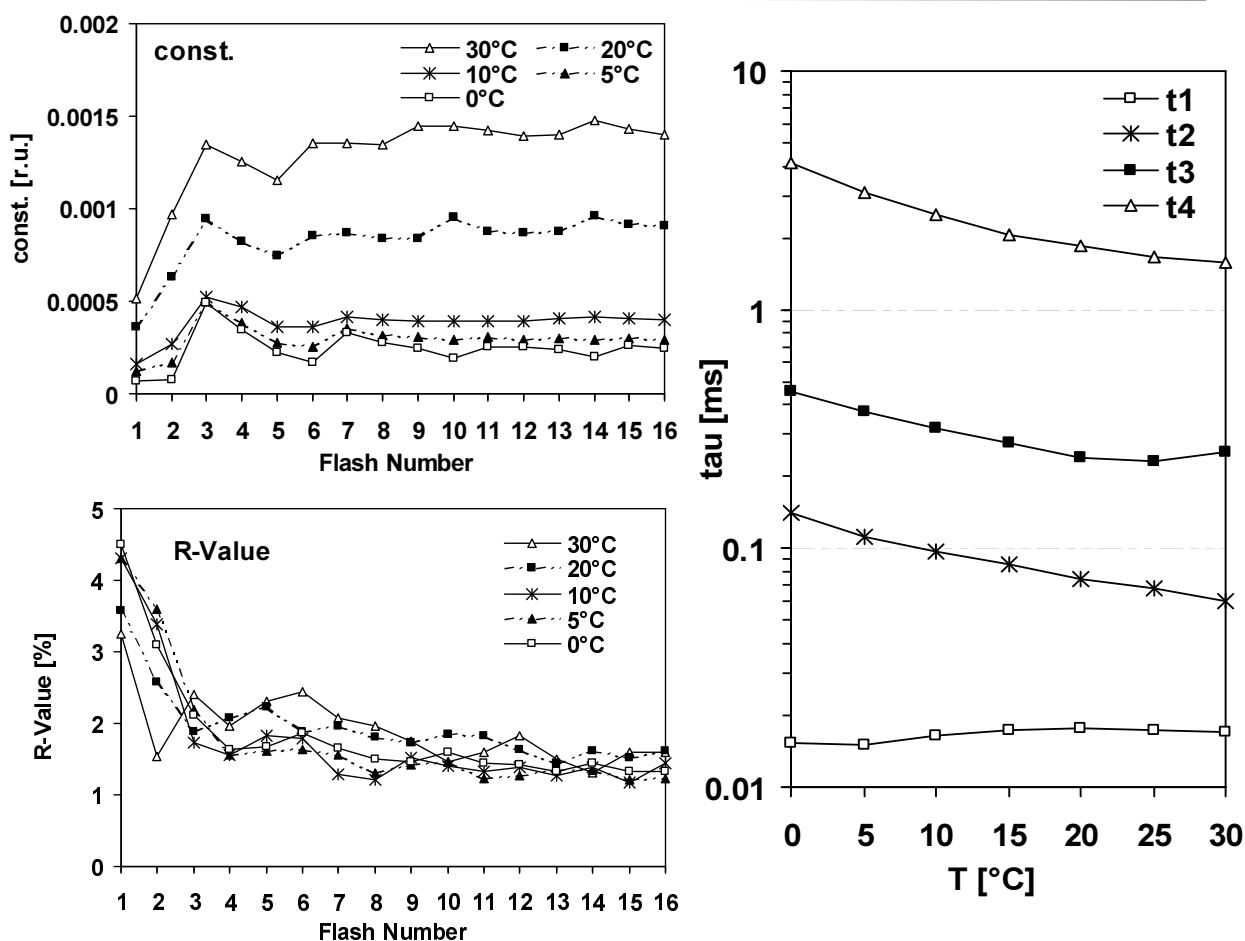 0.002
0.0015
0.001
0.0005
0
const. [r.u.]
const.
30°C 20°C
10°C 5°C
0°C
1 2 3 4 5 6 7 8 9 10 11 12 13 14 15 16
Flash Number
5
4
3
2
1
0
R-Value [%]
R-Value
30°C
20°C
10°C
5°C
0°C
1 2 3 4 5 6 7 8 9 10 11 12 13 14 15 16
Flash Number
10
1
0.1
0.01
tau [ms]
t1
t2
t3
t4
0 5 10 15 20 25 30
T [°C]